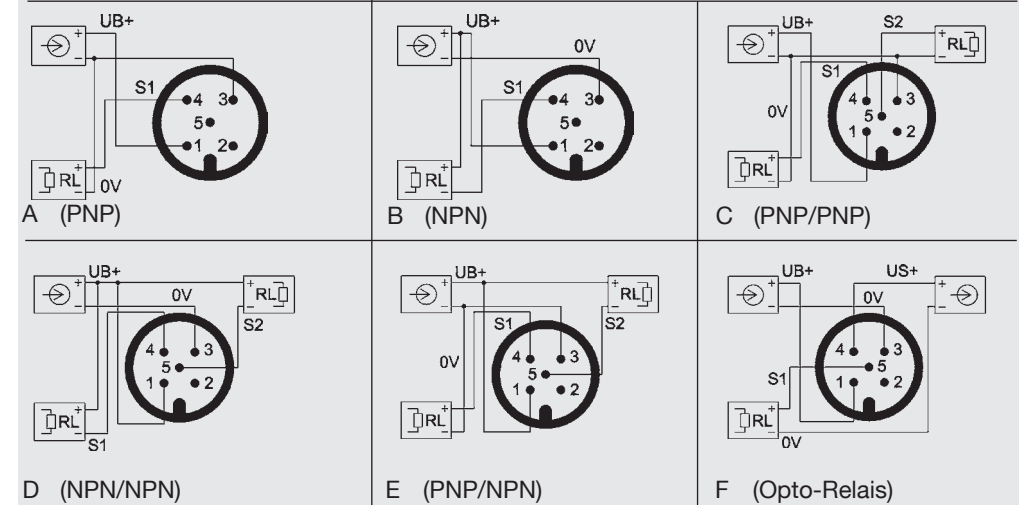 UB+
S1
4 3
5
1 2
RL
0V
A (PNP)
UB+
0V
S1
4 3
5
1 2
RL
B (NPN)
UB+ S2
RL
S1
0V
4 3
5
1 2
RL
C (PNP/PNP)
UB+
0V
RL
S2
4 3
5
1 2
RL
S1
D (NPN/NPN)
UB+
RL
S1 S2
0V
4 3
5
1 2
RL
E (PNP/NPN)
UB+ US+
0V
4 3
5
S1
1 2
RL
0V
F (Opto-Relais)